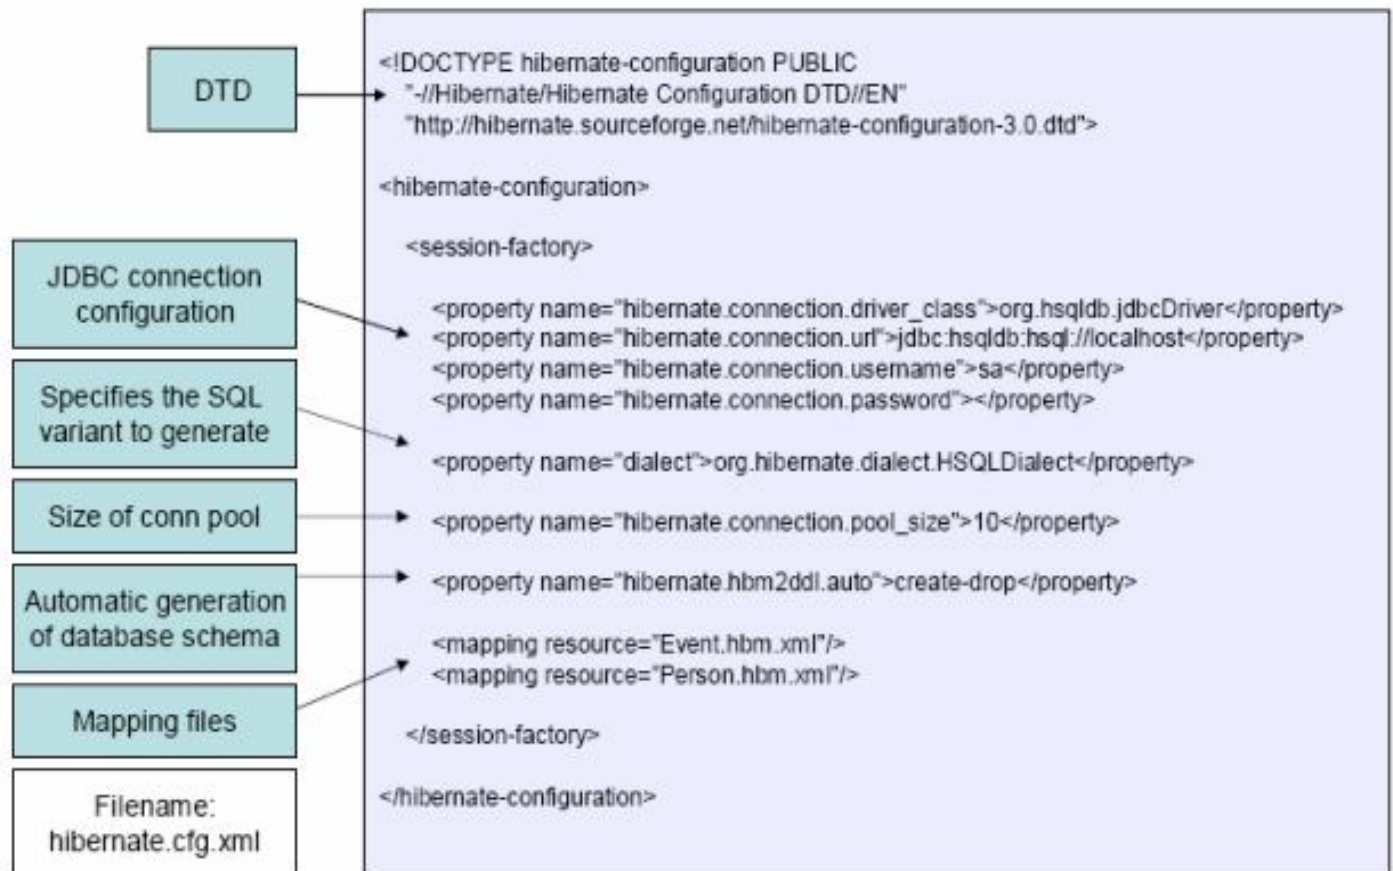 DTD
<!DOCTYPE hibernate-configuration PUBLIC
"-//Hibernate/Hibernate Configuration DTD//EN"
"http://hibernate.sourceforge.net/hibernate-configuration-3.0.dtd">
<hibernate-configuration>
<session-factory>
JDBC connection
configuration
<property name="hibernate.connection.driver_class">org.hsqldb.jdbcDriver</property>
<property name="hibernate.connection.url">jdbc:hsqldb:hsql://localhost</property>
<property name="hibernate.connection.username">sa</property>
<property name="hibernate.connection.password"></property>
Specifies the SQL
variant to generate
<property name="dialect">org.hibernate.dialect.HSQLDialect</property>
Size of conn pool
<property name="hibernate.connection.pool_size">10</property>
Automatic generation
of database schema
<property name="hibernate.hbm2ddl.auto">create-drop</property>
Mapping files
<mapping resource="Event.hbm.xml"/>
<mapping resource="Person.hbm.xml"/>
</session-factory>
</hibernate-configuration>
Filename:
hibernate.cfg.xml